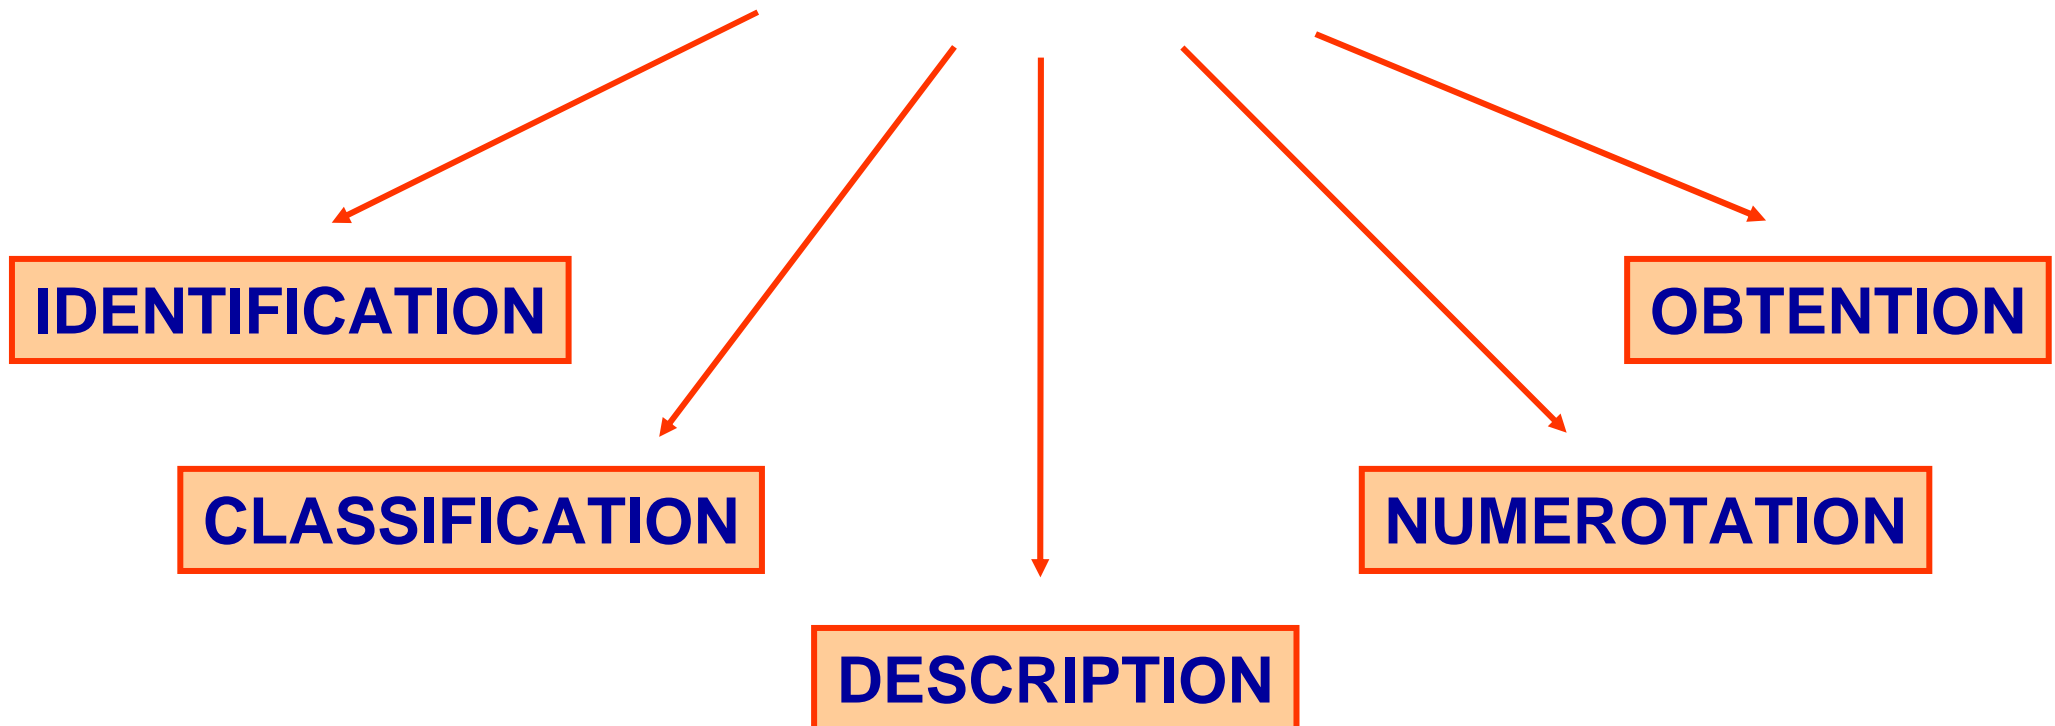 IDENTIFICATION
OBTENTION
CLASSIFICATION
NUMEROTATION
DESCRIPTION